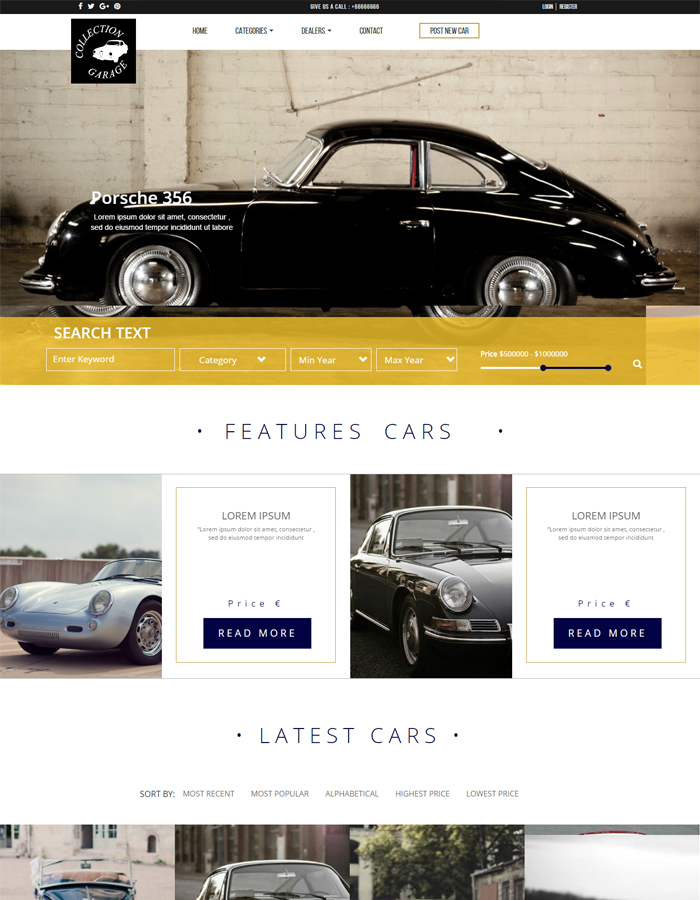 GIVE US A CALL : +66666666
LOGIN | REGISTER
COLLECTION
GARAGE
HOME
CATEGORIES
DEALERS
CONTACT
POST NEW CAR
Porsche 356
Lorem ipsum dolor sit amet, consectetur ,
sed do eiusmod tempor incididunt ut labore
SEARCH TEXT
Enter Keyword
Category
Min Year
Max Year
Price $500000 - $1000000
• FEATURES CARS •
LOREM IPSUM
"Lorem ipsum dolor sit amet, consectetur ,
sed do eiusmod tempor incididunt
Price €
READ MORE
LOREM IPSUM
"Lorem ipsum dolor sit amet, consectetur ,
sed do eiusmod tempor incididunt
Price €
READ MORE
• LATEST CARS •
SORT BY: MOST RECENT MOST POPULAR ALPHABETICAL HIGHEST PRICE LOWEST PRICE